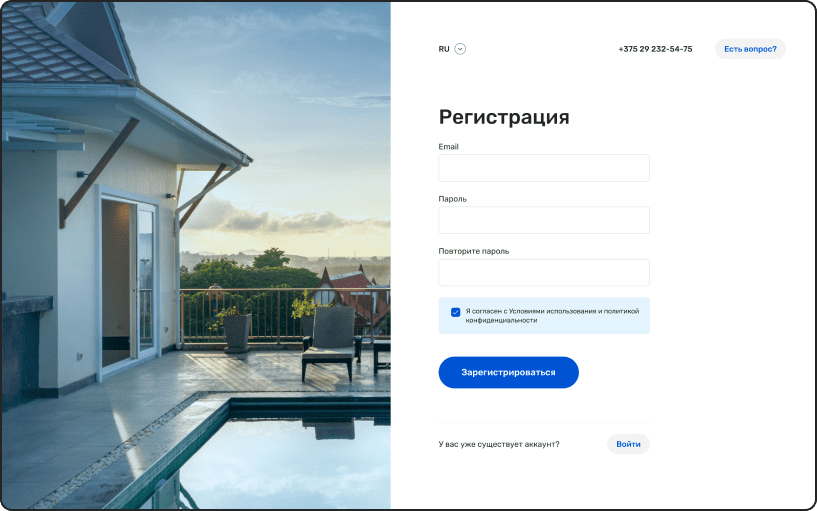 RU
+375 29 232-54-75
Есть вопрос?
Регистрация
Email
Пароль
Повторите пароль
Я согласен с Условиями использования и политикой
конфиденциальности
Зарегистрироваться
У вас уже существует аккаунт?
Войти